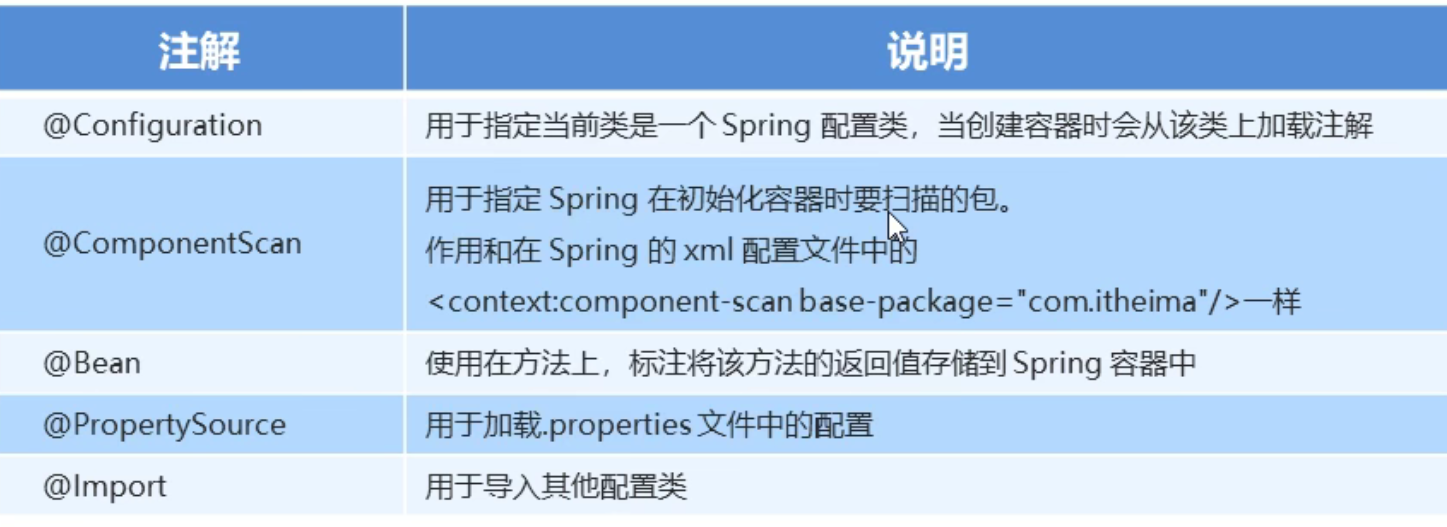 注解
说明
@Configuration
用于指定当前类是一个 Spring 配置类，当创建容器时会从该类上加载注解
@ComponentScan
用于指定 Spring 在初始化容器时要扫描的包。
作用和在 Spring 的 xml 配置文件中的
<context:component-scan base-package="com.itheima"/>一样
@Bean
使用在方法上，标注将该方法的返回值存储到 Spring 容器中
@PropertySource
用于加载.properties 文件中的配置
@Import
用于导入其他配置类